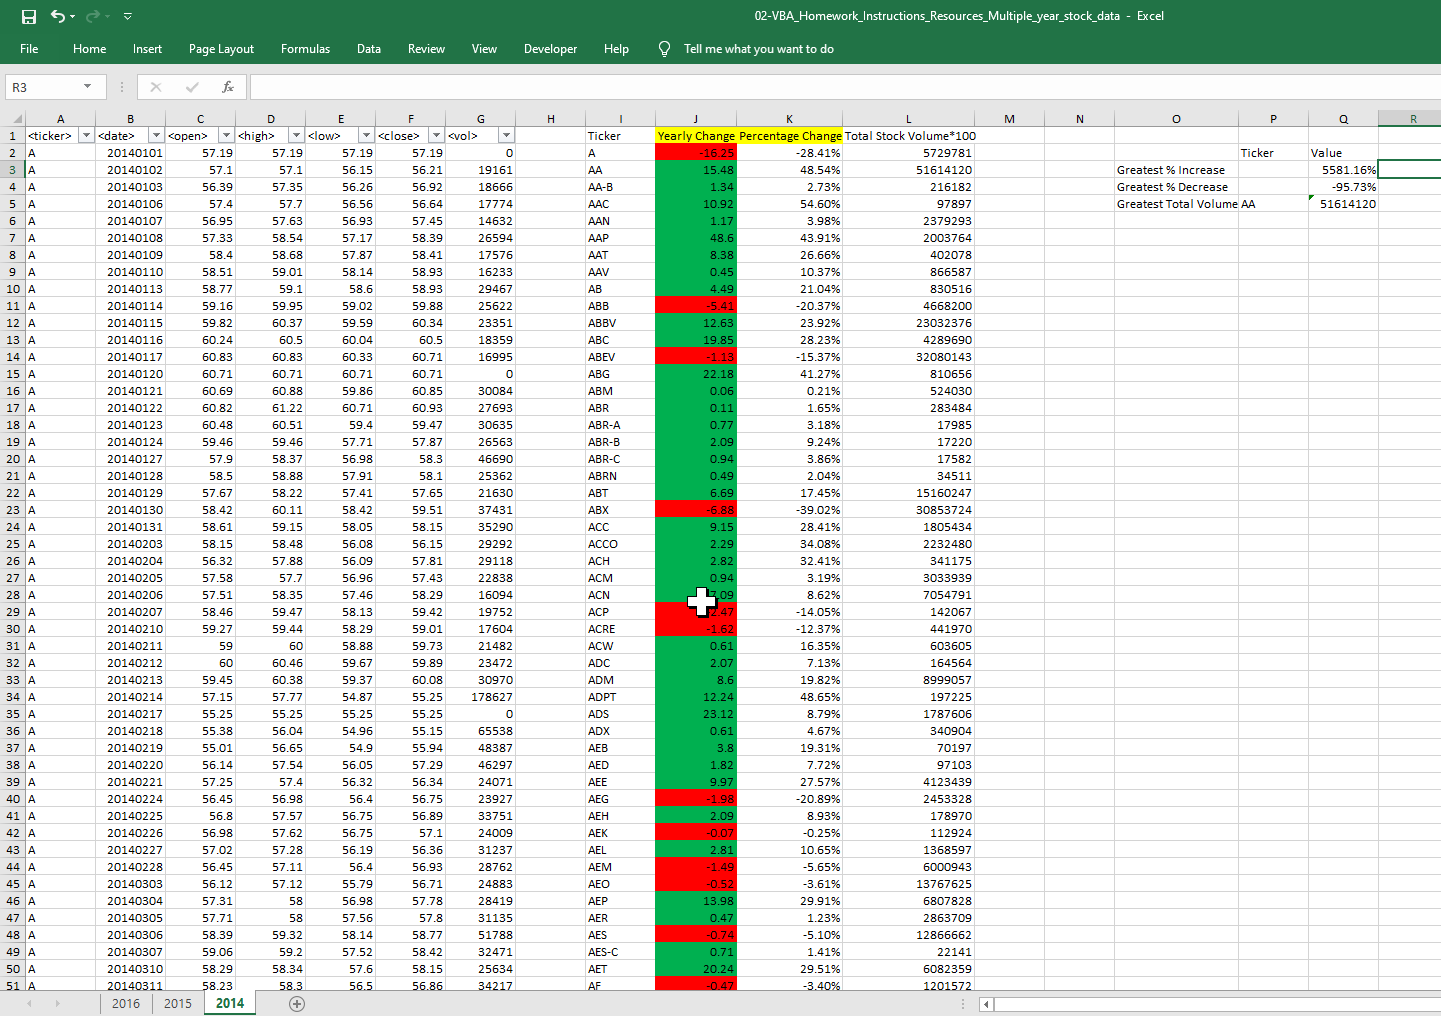 02-VBA_Homework_Instructions_Resources_Multiple_year_stock_data - Excel
File Home Insert Page Layout Formulas Data Review View Developer Help Tell me what you want to do
R3 fx
A B C D E F G H I J K L M N O P Q R
1 <ticker> <date> <open> <high> <low> <close> <vol> Ticker Yearly Change Percentage Change Total Stock Volume*100
2 A 20140101 57.19 57.19 57.19 57.19 0 A -16.25 -28.41% 5729781 Ticker Value
3 A 20140102 57.1 57.1 56.15 56.21 19161 AA 15.48 48.54% 51614120 Greatest % Increase 5581.16%
4 A 20140103 56.39 57.35 56.26 56.92 18666 AA-B 1.34 2.73% 216182 Greatest % Decrease -95.73%
5 A 20140106 57.4 57.7 56.56 56.64 17774 AAC 10.92 54.60% 97897 Greatest Total Volume AA 51614120
6 A 20140107 56.95 57.63 56.93 57.45 14632 AAN 1.17 3.98% 2379293
7 A 20140108 57.33 58.54 57.17 58.39 26594 AAP 48.6 43.91% 2003764
8 A 20140109 58.4 58.68 57.87 58.41 17576 AAT 8.38 26.66% 402078
9 A 20140110 58.51 59.01 58.14 58.93 16233 AAV 0.45 10.37% 866587
10 A 20140113 58.77 59.1 58.6 58.93 29467 AB 4.49 21.04% 830516
11 A 20140114 59.16 59.95 59.02 59.88 25622 ABB -5.41 -20.37% 4668200
12 A 20140115 59.82 60.37 59.59 60.34 23351 ABBV 12.63 23.92% 23032376
13 A 20140116 60.24 60.5 60.04 60.5 18359 ABC 19.85 28.23% 4289690
14 A 20140117 60.83 60.83 60.33 60.71 16995 ABEV -1.13 -15.37% 32080143
15 A 20140120 60.71 60.71 60.71 60.71 0 ABG 22.18 41.27% 810656
16 A 20140121 60.69 60.88 59.86 60.85 30084 ABM 0.06 0.21% 524030
17 A 20140122 60.82 61.22 60.71 60.93 27693 ABR 0.11 1.65% 283484
18 A 20140123 60.48 60.51 59.4 59.47 30635 ABR-A 0.77 3.18% 17985
19 A 20140124 59.46 59.46 57.71 57.87 26563 ABR-B 2.09 9.24% 17220
20 A 20140127 57.9 58.37 56.98 58.3 46690 ABR-C 0.94 3.86% 17582
21 A 20140128 58.5 58.88 57.91 58.1 25362 ABRN 0.49 2.04% 34511
22 A 20140129 57.67 58.22 57.41 57.65 21630 ABT 6.69 17.45% 15160247
23 A 20140130 58.42 60.11 58.42 59.51 37431 ABX -6.88 -39.02% 30853724
24 A 20140131 58.61 59.15 58.05 58.15 35290 ACC 9.15 28.41% 1805434
25 A 20140203 58.15 58.48 56.08 56.15 29292 ACCO 2.29 34.08% 2232480
26 A 20140204 56.32 57.88 56.09 57.81 29118 ACH 2.82 32.41% 341175
27 A 20140205 57.58 57.7 56.96 57.43 22838 ACM 0.94 3.19% 3033939
28 A 20140206 57.51 58.35 57.46 58.29 16094 ACN 8.62% 7054791
29 A 20140207 58.46 59.47 58.13 59.42 19752 ACP -14.05% 142067
30 A 20140210 59.27 59.44 58.29 59.01 17604 ACRE -1.62 -12.37% 441970
31 A 20140211 59 60 58.88 59.73 21482 ACW 0.61 16.35% 603605
32 A 20140212 60 60.46 59.67 59.89 23472 ADC 2.07 7.13% 164564
33 A 20140213 59.45 60.38 59.37 60.08 30970 ADM 8.6 19.82% 8999057
34 A 20140214 57.15 57.77 54.87 55.25 178627 ADPT 12.24 48.65% 197225
35 A 20140217 55.25 55.25 55.25 55.25 0 ADS 23.12 8.79% 1787606
36 A 20140218 55.38 56.04 54.96 55.15 65538 ADX 0.61 4.67% 340904
37 A 20140219 55.01 56.65 54.9 55.94 48387 AEB 3.8 19.31% 70197
38 A 20140220 56.14 57.54 56.05 57.29 46297 AED 1.82 7.72% 97103
39 A 20140221 57.25 57.4 56.32 56.34 24071 AEE 9.97 27.57% 4123439
40 A 20140224 56.45 56.98 56.4 56.75 23927 AEG -1.98 -20.89% 2453328
41 A 20140225 56.8 57.57 56.75 56.89 33751 AEH 2.09 8.93% 178970
42 A 20140226 56.98 57.62 56.75 57.1 24009 AEK -0.07 -0.25% 112924
43 A 20140227 57.02 57.28 56.19 56.36 31237 AEL 2.81 10.65% 1368597
44 A 20140228 56.45 57.11 56.4 56.93 28762 AEM -1.49 -5.65% 6000943
45 A 20140303 56.12 57.12 55.79 56.71 24883 AEO -0.52 -3.61% 13767625
46 A 20140304 57.31 58 56.98 57.78 28419 AEP 13.98 29.91% 6807828
47 A 20140305 57.71 58 57.56 57.8 31135 AER 0.47 1.23% 2863709
48 A 20140306 58.39 59.32 58.14 58.77 51788 AES -0.74 -5.10% 12866662
49 A 20140307 59.06 59.2 57.52 58.42 32471 AES-C 0.71 1.41% 22141
50 A 20140310 58.29 58.34 57.6 58.15 25634 AET 20.24 29.51% 6082359
51 A 20140311 58.23 58.3 56.5 56.86 34217 AF -0.47 -3.40% 1201572
2016 2015 2014